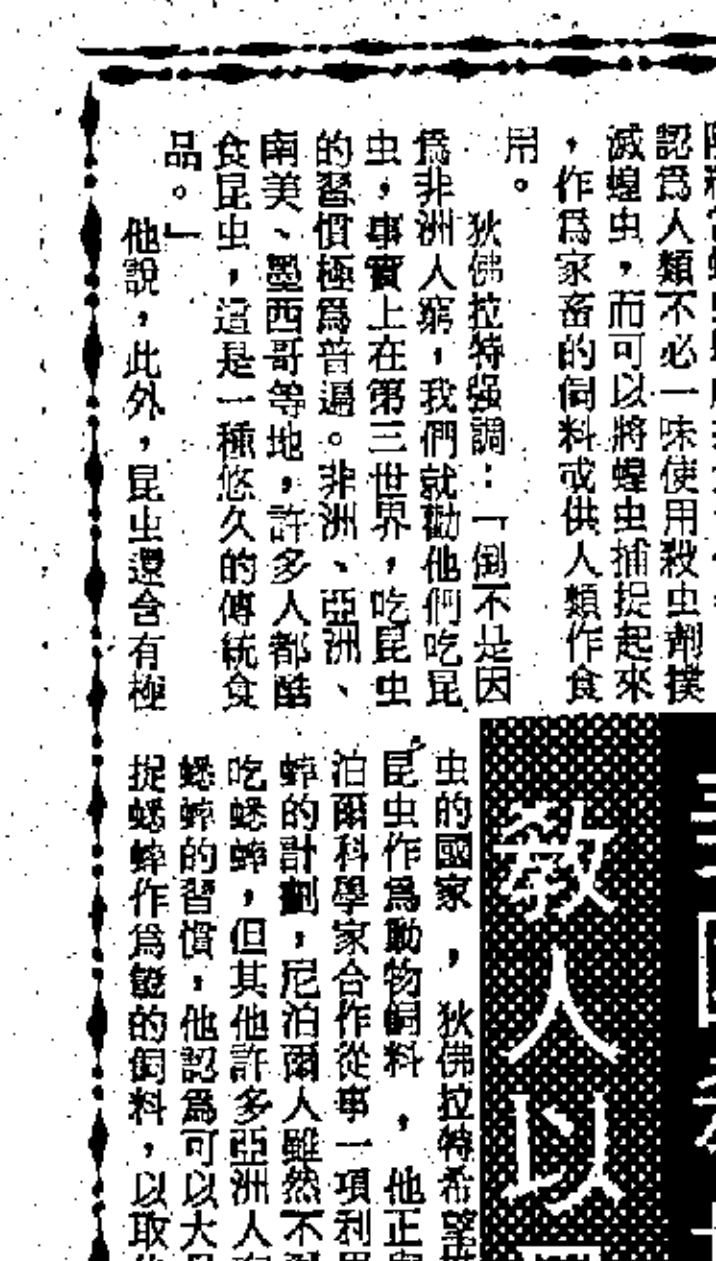 認爲人類不必一味使用殺虫劑撲
滅蝗虫，而可以將蝗虫捕捉起來
，作爲家畜的飼料或供人類作食
用。
狄佛拉特强調：「倒不是因
爲非洲人窮，我們就勸他們吃昆
虫，事實上在第三世界，吃昆虫
的習慣極爲普遍。非洲、亞洲、
南美、墨西哥等地，許多人都酷
食昆虫，這是一種悠久的傳統食
品。」
他說，此外，昆虫還含有極
教人以
虫的國家，狄佛拉特希望
昆虫作爲動物飼料，他正
泊爾科學家合作從事一項利
蟀的計劃，尼泊爾人雖然不
吃蟋蟀，但其他許多亞洲人
蟋蟀的習慣，他認爲可以大
捉蟋蟀作爲雞的飼料，以取